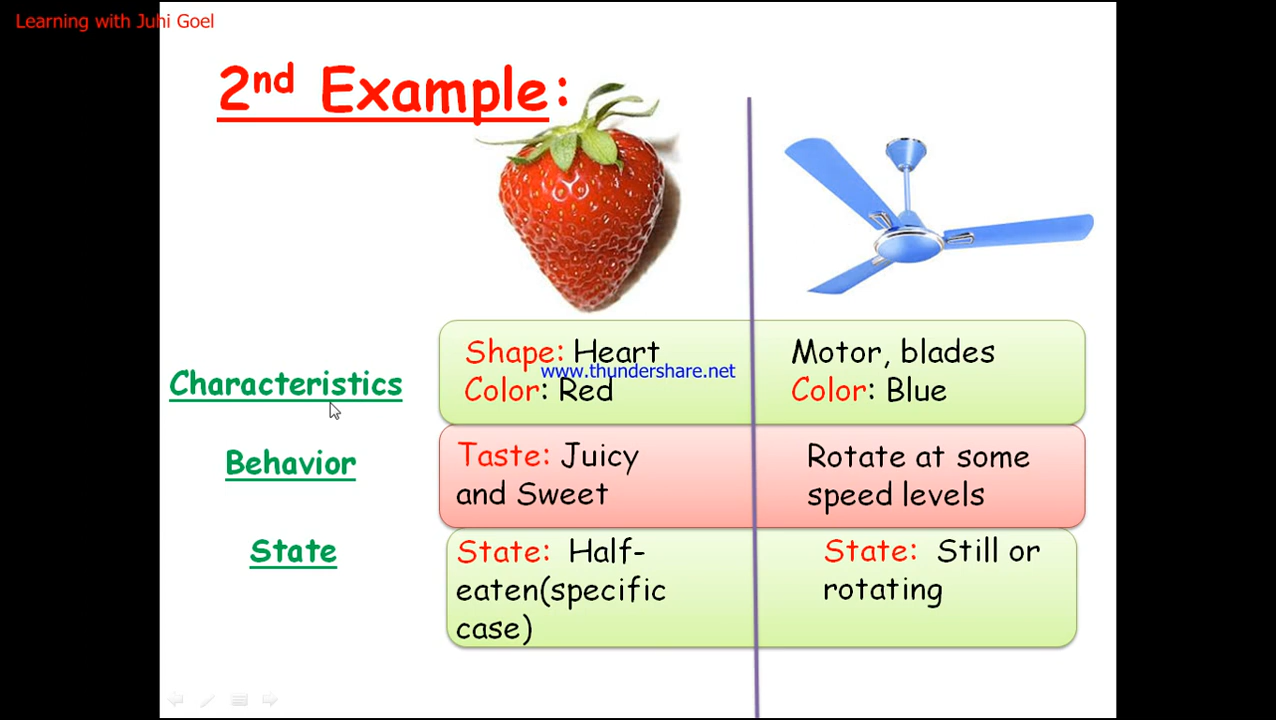 Learning with Juhi Goel
2nd Example:
Characteristics
Shape: Heart
www.thundershare.net
Color: Red
Motor, blades
Color: Blue
Behavior
Taste: Juicy
and Sweet
Rotate at some
speed levels
State
State: Half-
eaten(specific
case)
State: Still or
rotating